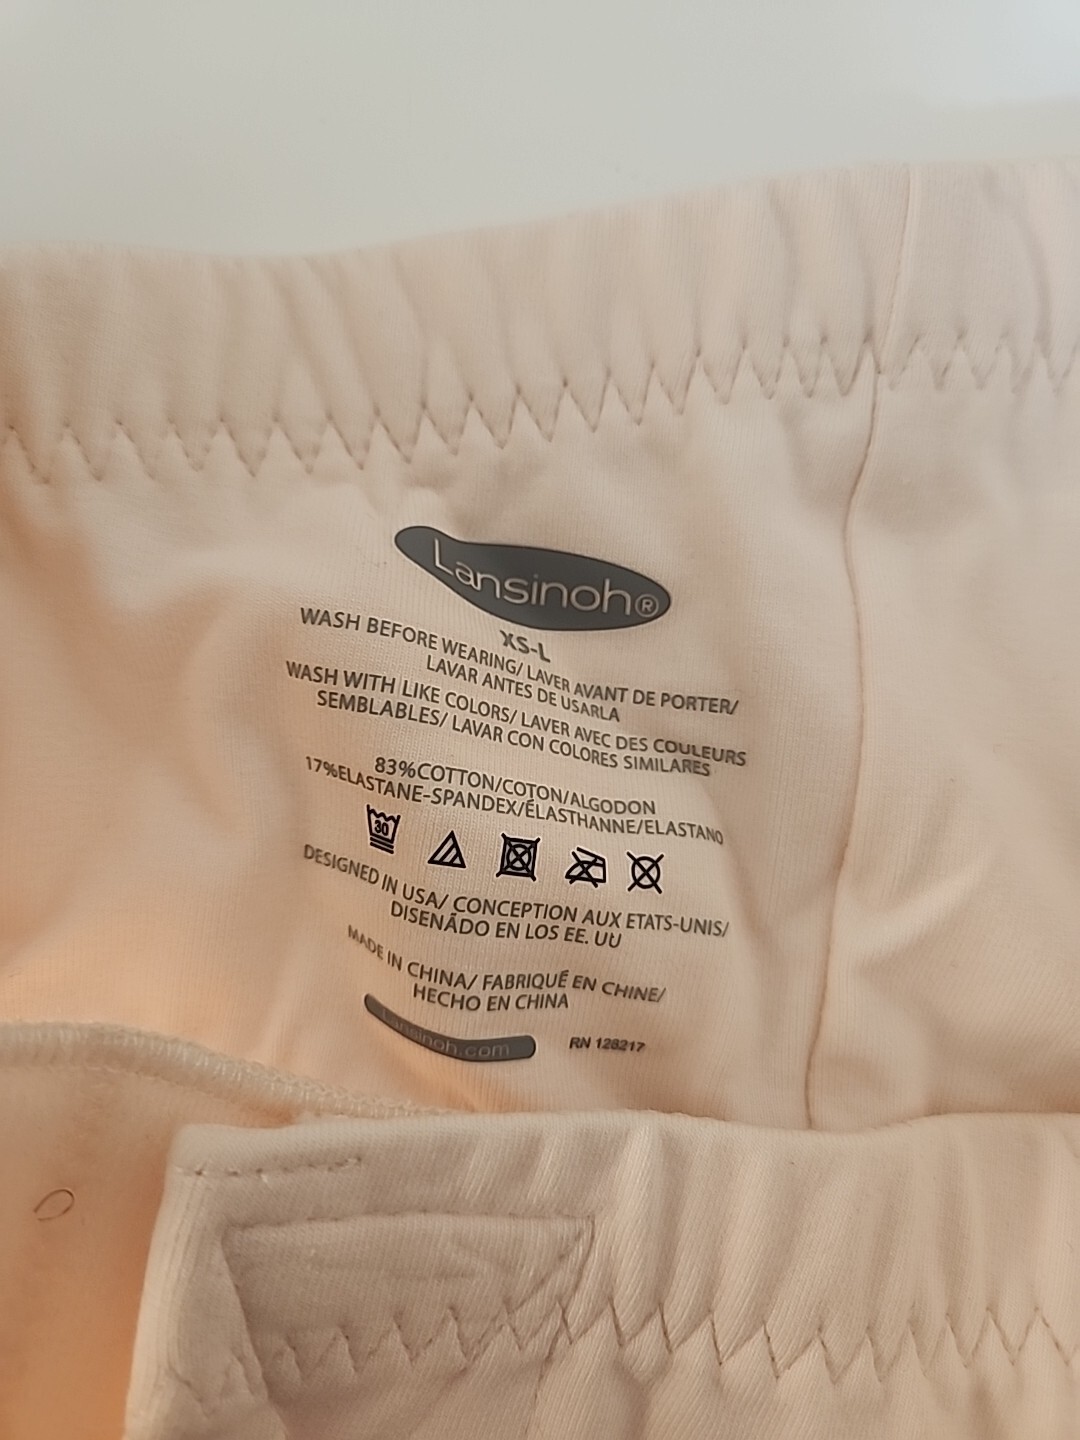 Lansinoh®
XS-L
WASH BEFORE WEARING/ LAVER AVANT DE PORTER/
LAVAR ANTES DE USARLA
WASH WITH LIKE COLORS/ LAVER AVEC DES COULEURS
SEMBLABLES/ LAVAR CON COLORES SIMILARES
83%COTTON/COTON/ALGODON
17%ELASTANE-SPANDEX/ÉLASTHANNE/ELASTANO
30
DESIGNED IN USA/ CONCEPTION AUX ETATS-UNIS/
DISENÃDO EN LOS EE. UU
MADE IN CHINA/ FABRIQUÉ EN CHINE/
HECHO EN CHINA
Lansinoh.com
RN 128217